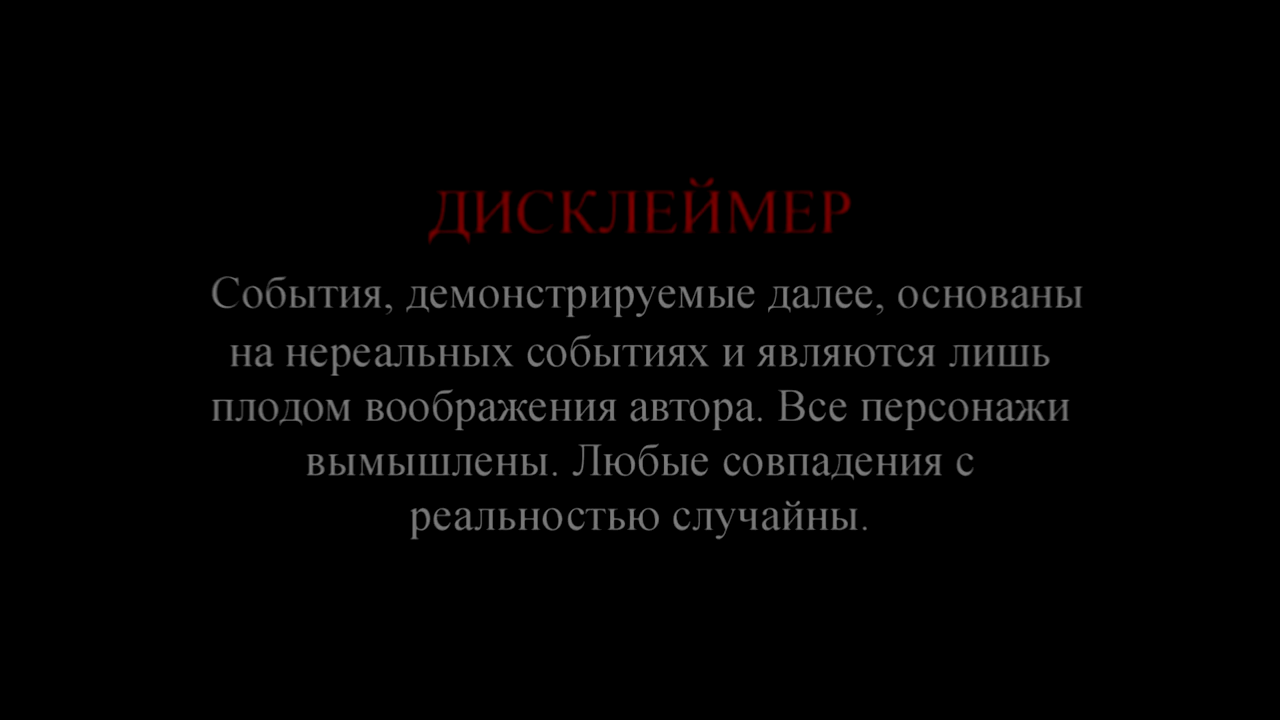 ДИСКЛЕЙМЕР
События, демонстрируемые далее, основаны
на нереальных событиях и являются лишь
плодом воображения автора. Все персонажи
вымышлены. Любые совпадения с
реальностью случайны.